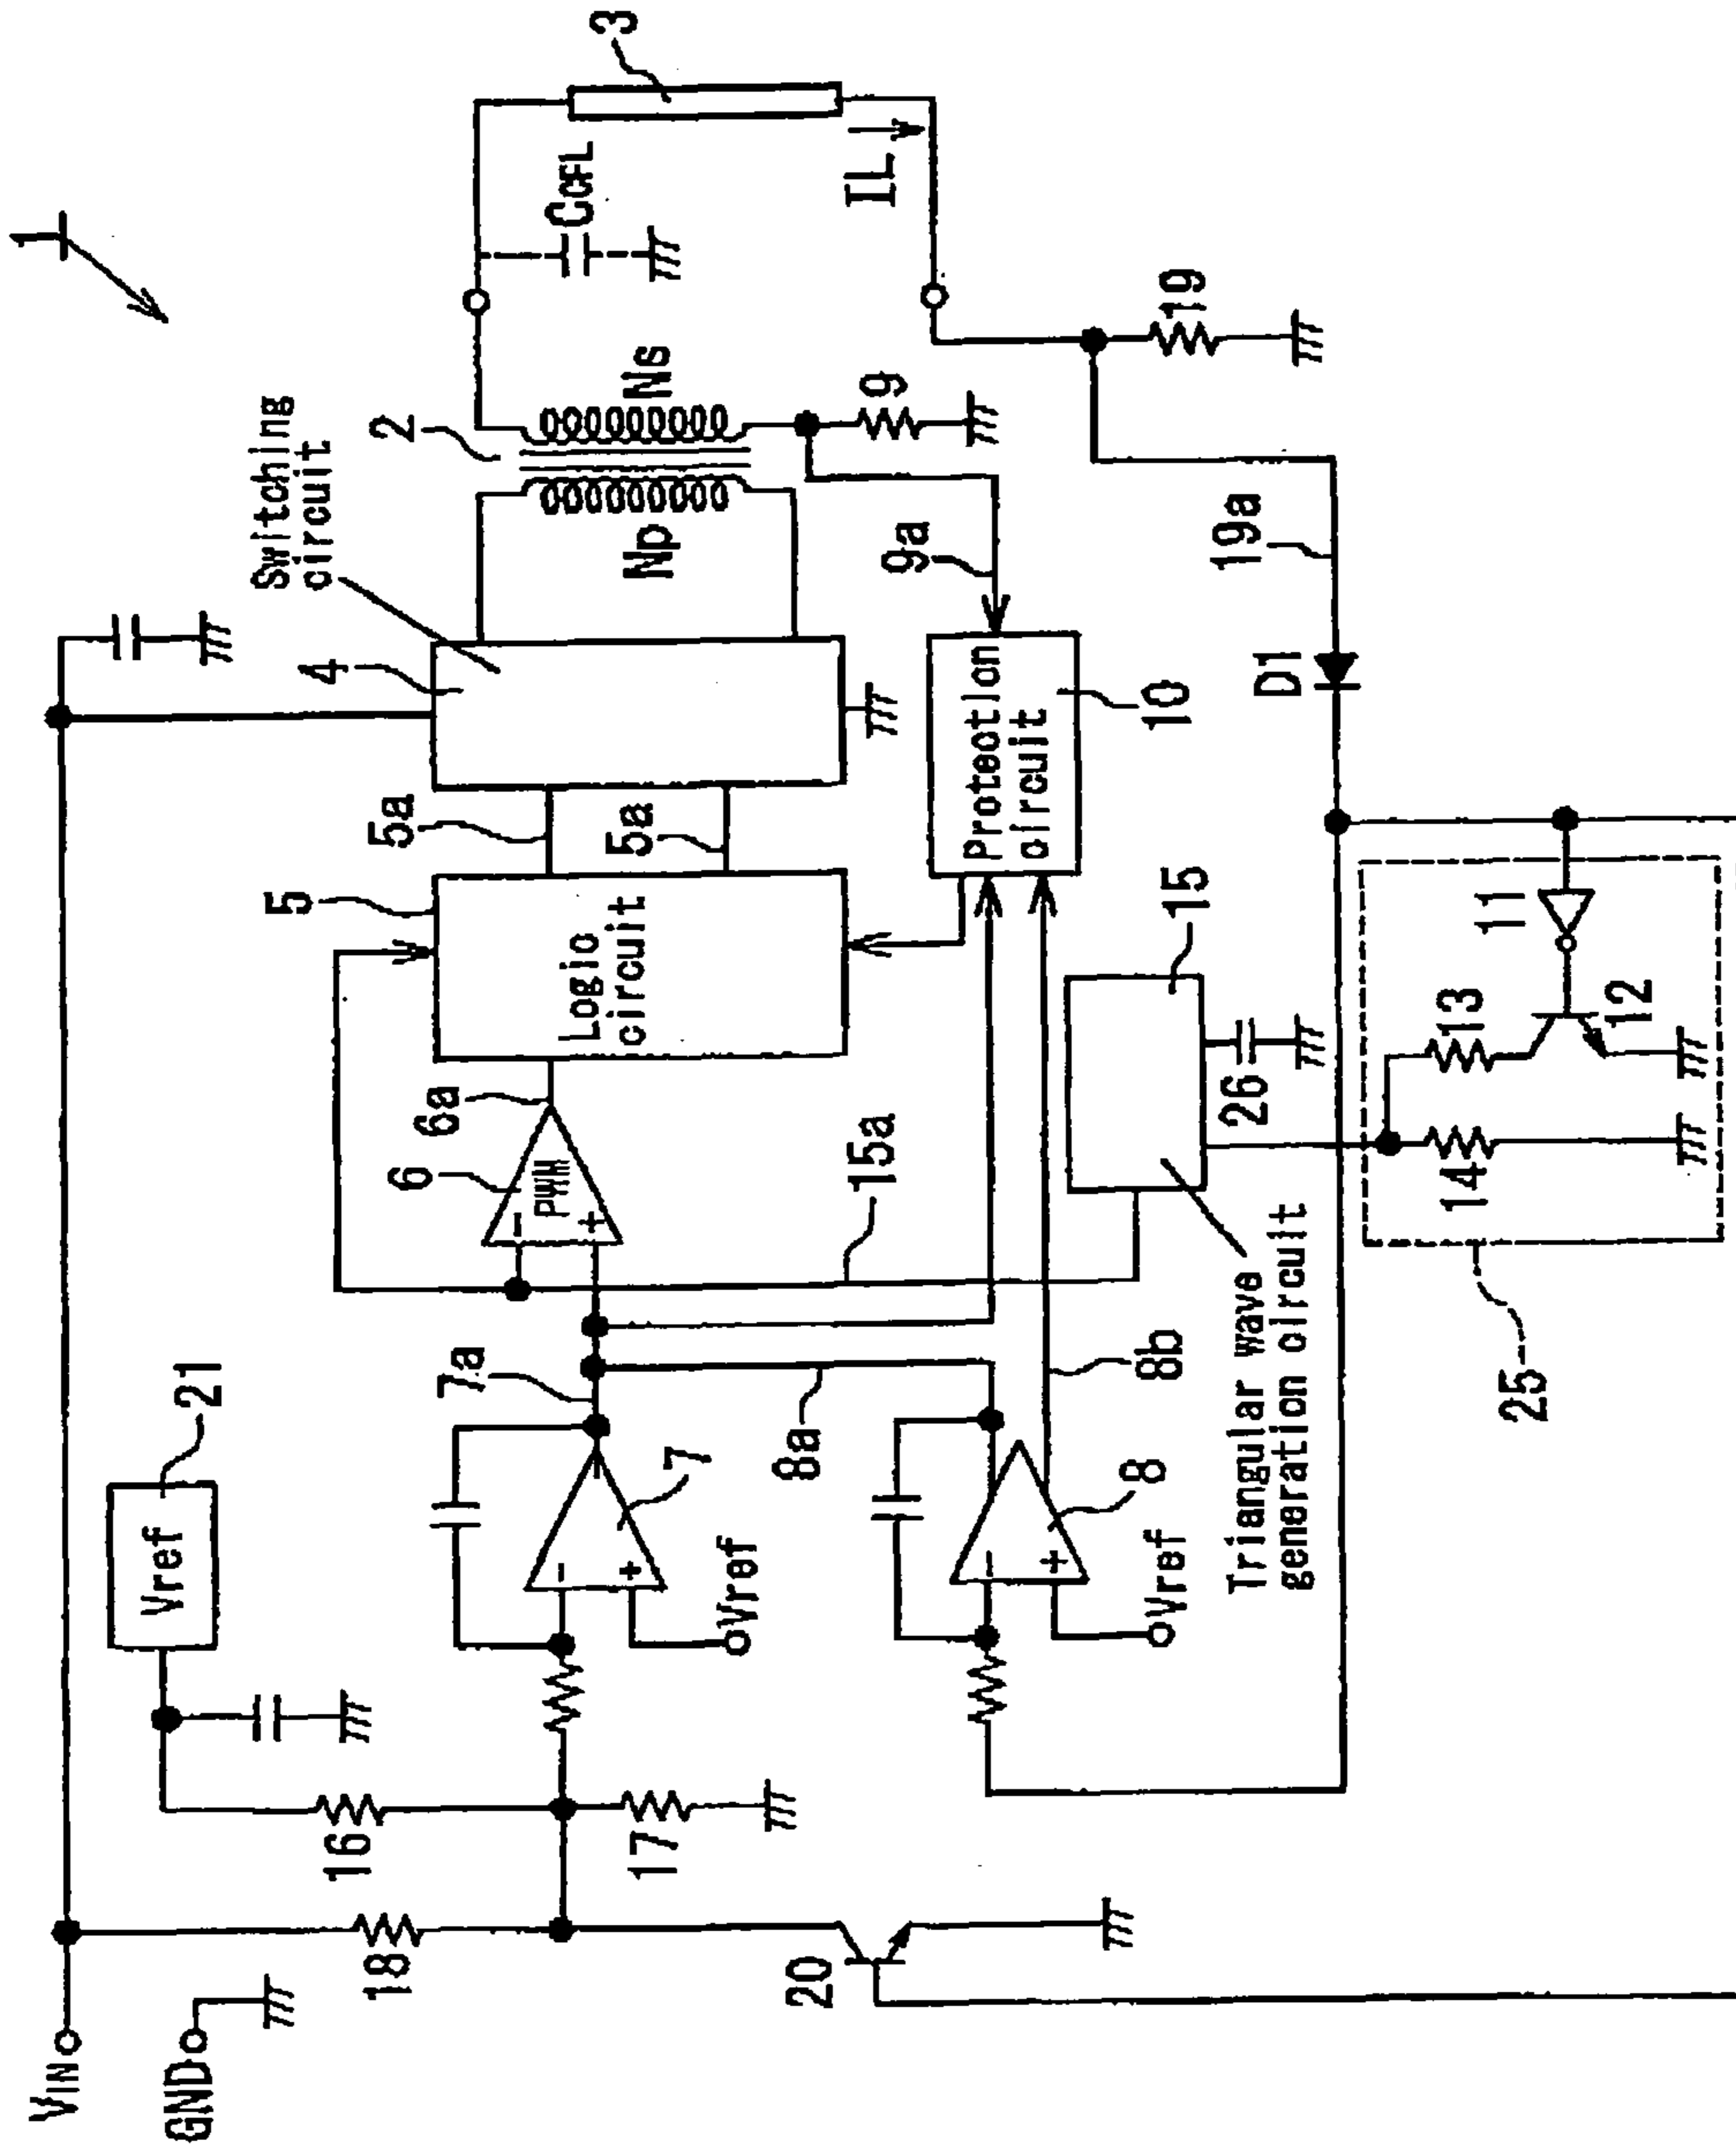 1
VIN
GND
18
16
17
20
Vref
21
7a
7
Vref
8a
8b
8
Vref
6
PWM
-
+
6a
-
+
-
+
15a
5
Logic
circuit
5a
5a
4
Switching
circuit
2
Np
Ns
CCFL
3
IL
9
9a
19
19a
D1
Protection
circuit
10
15
26
Triangular wave
generation circuit
11
12
13
14
25